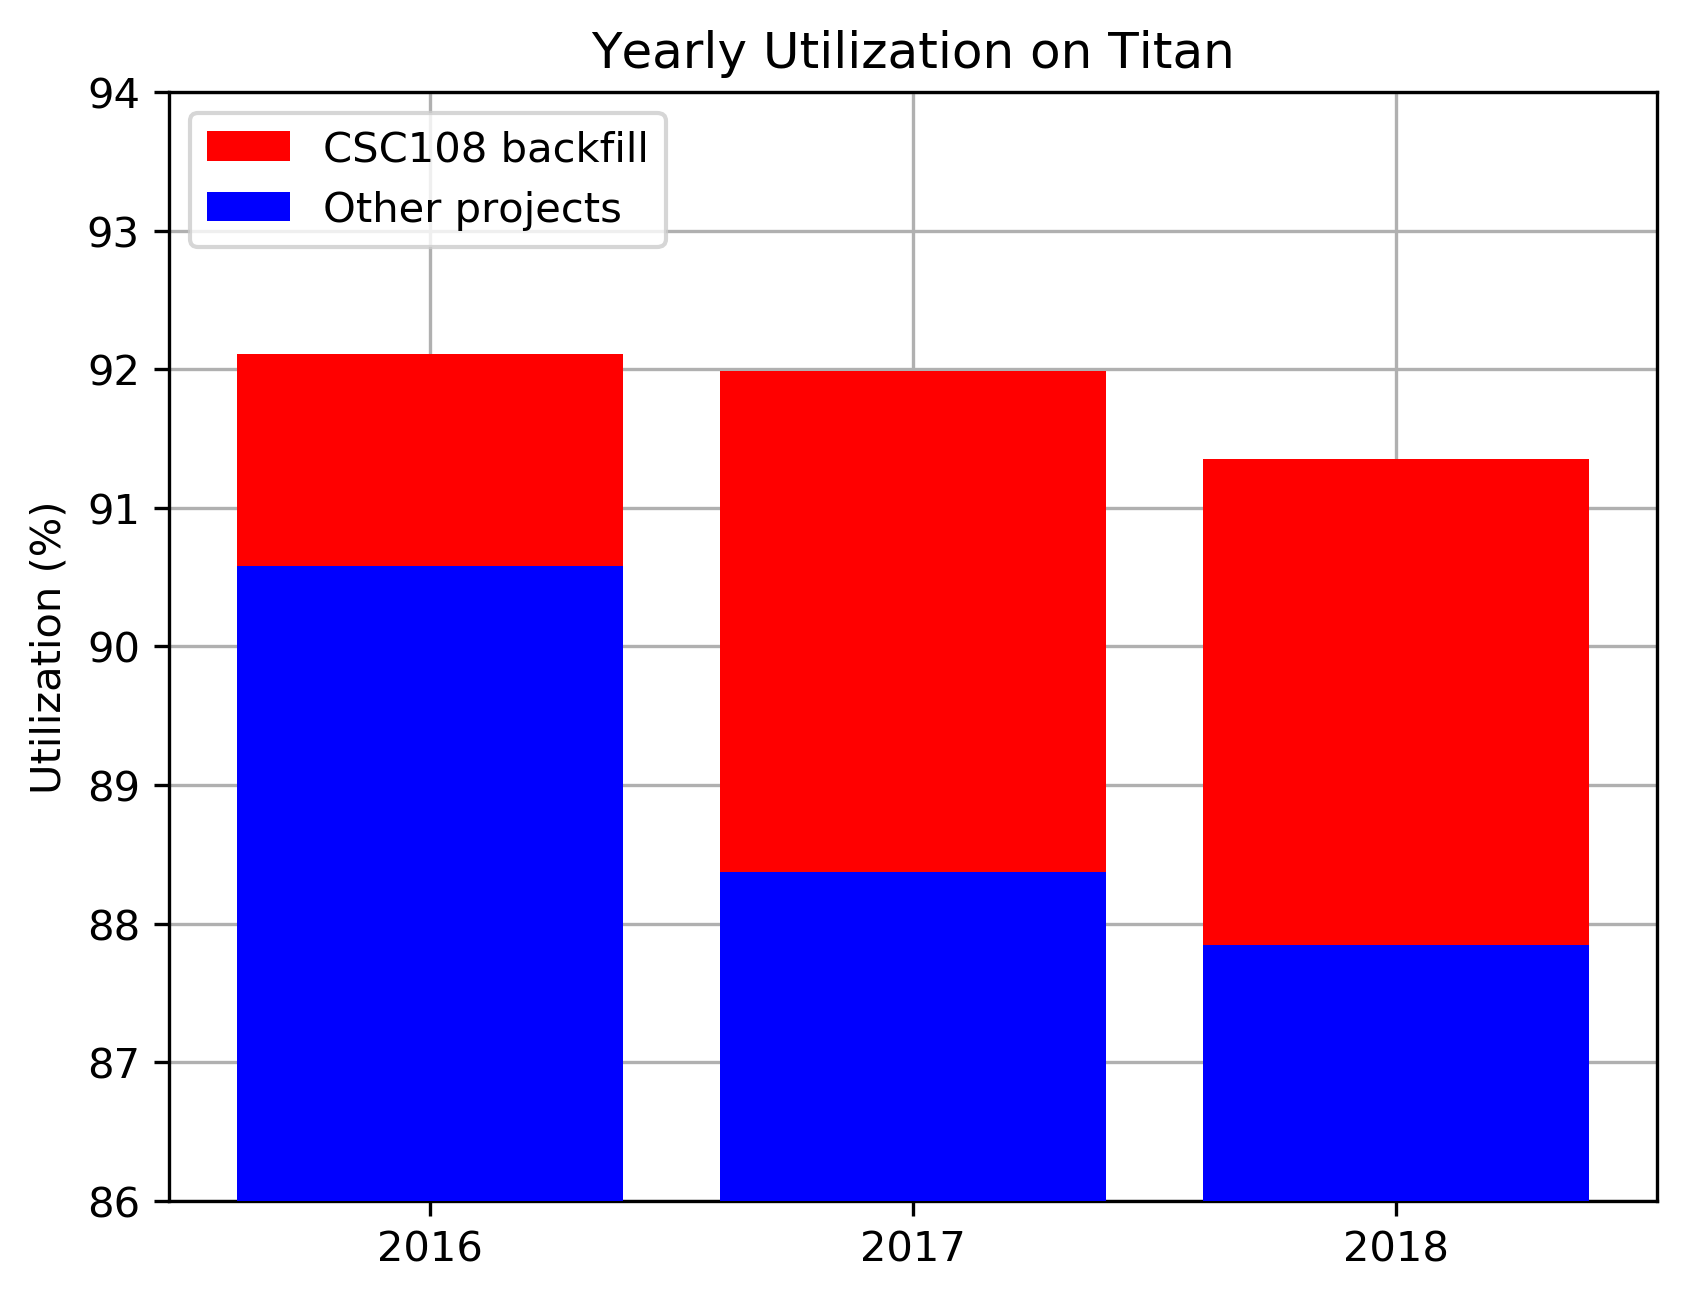 Yearly Utilization on Titan
CSC108 backfill
Other projects
94
93
92
91
90
89
88
87
86
Utilization (%)
2016 2017 2018